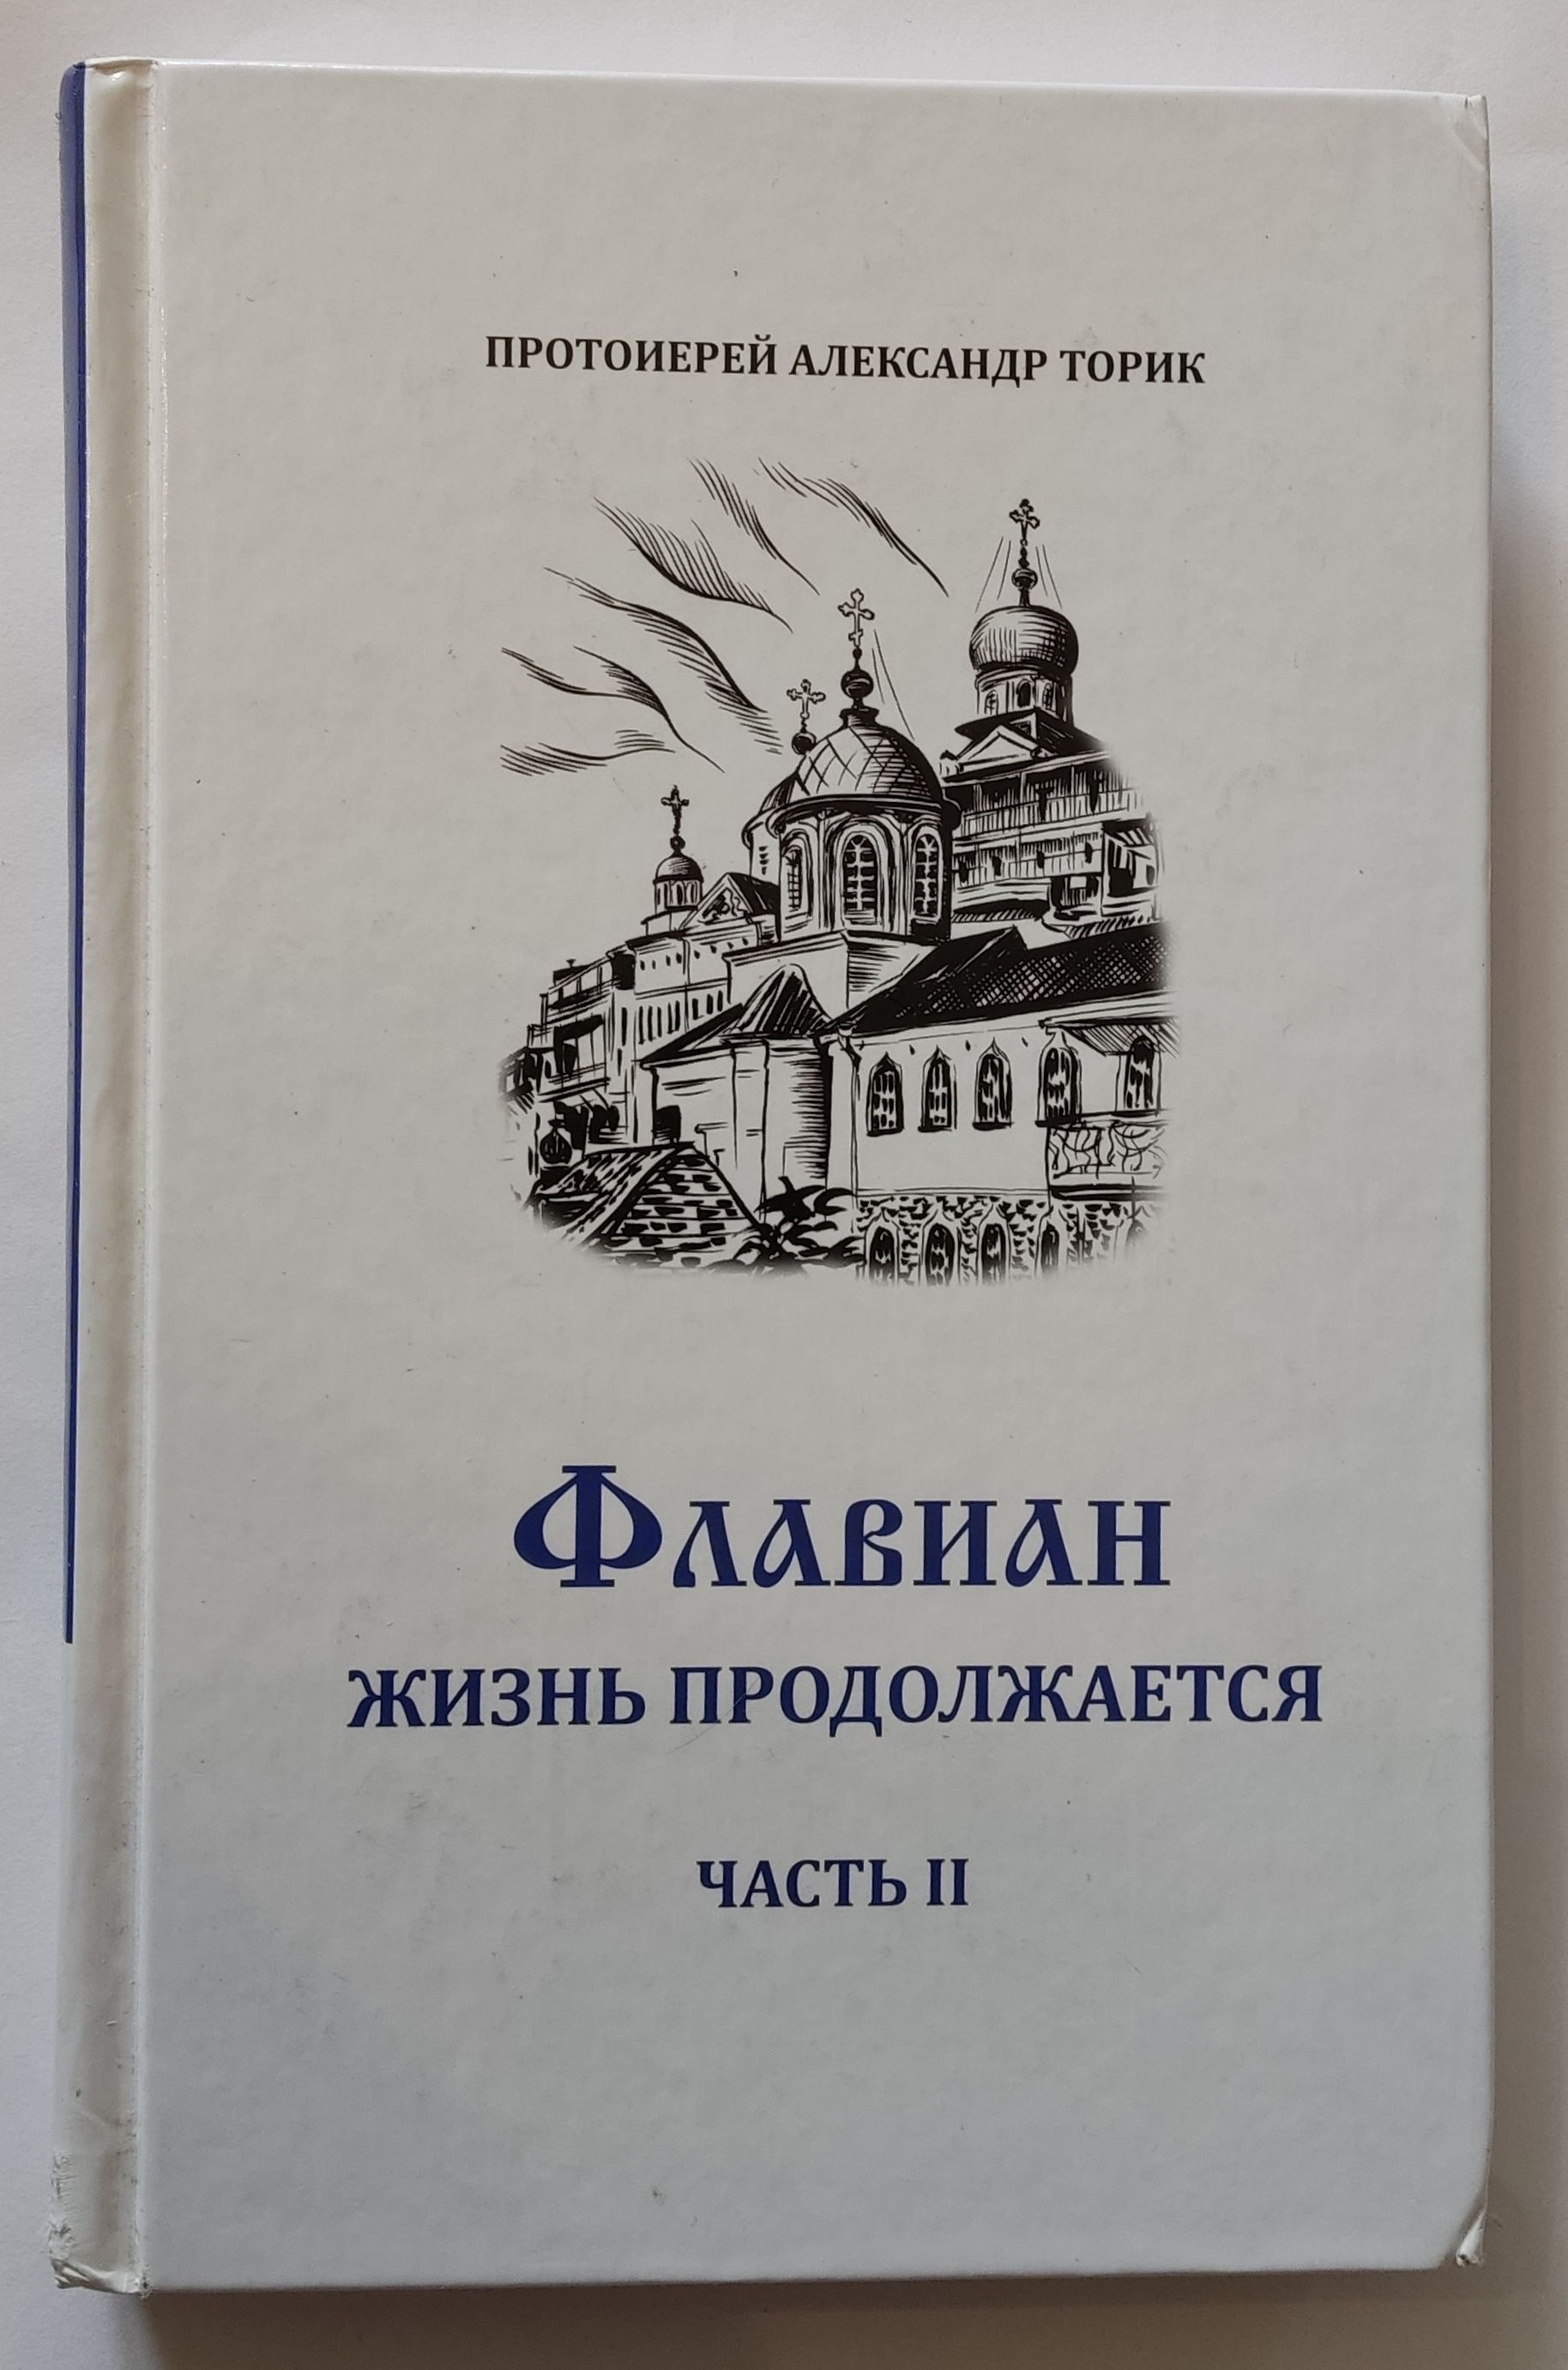 ПРОТОИЕРЕЙ АЛЕКСАНДР ТОРИК
ФЛАВИАН
ЖИЗНЬ ПРОДОЛЖАЕТСЯ
ЧАСТЬ II